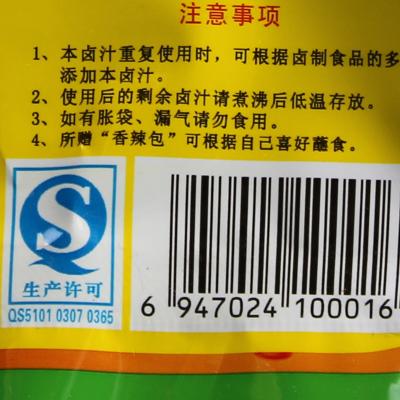 注意事项
1、本卤汁重复使用时，可根据卤制食品的多
添加本卤汁。
2、使用后的剩余卤汁请煮沸后低温存放。
3、如有胀袋、漏气请勿食用。
4、所赠“香辣包”可根据自己喜好蘸食。
生产许可
QS5101 0307 0365
6 947024 100016